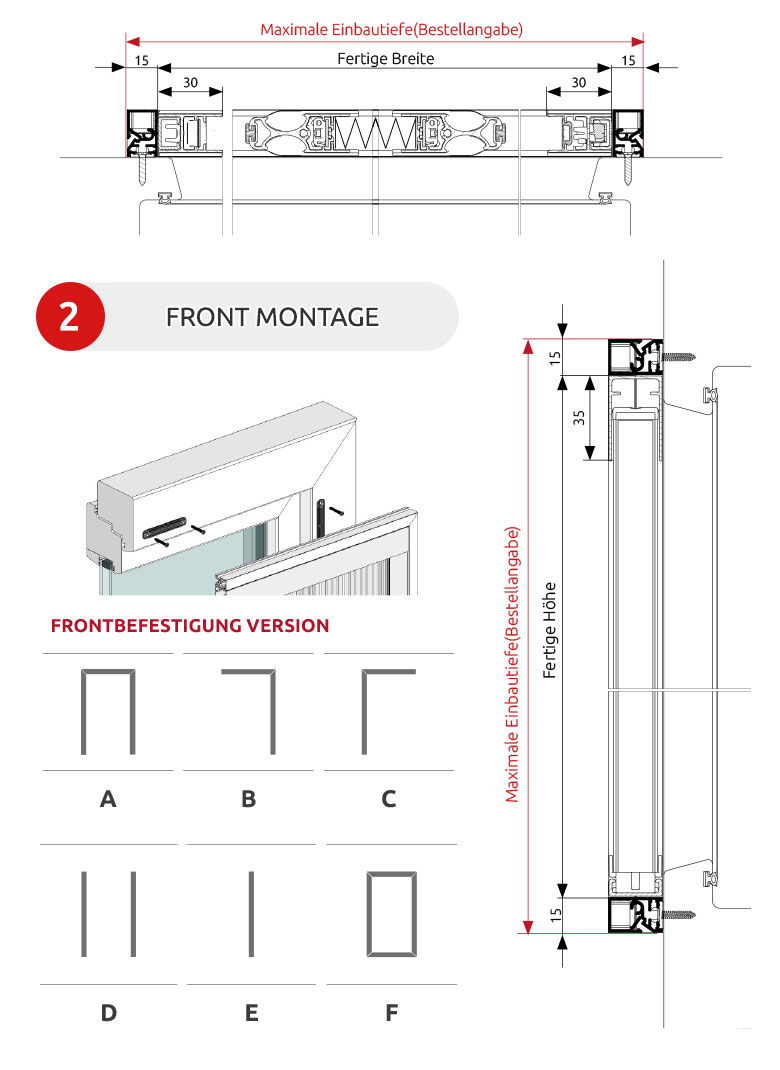 Maximale Einbautiefe(Bestellangabe)
15
Fertige Breite
15
30
30
2
FRONT MONTAGE
15
35
Maximale Einbautiefe(Bestellangabe)
Fertige Höhe
15
FRONTBEFESTIGUNG VERSION
A
B
C
D
E
F